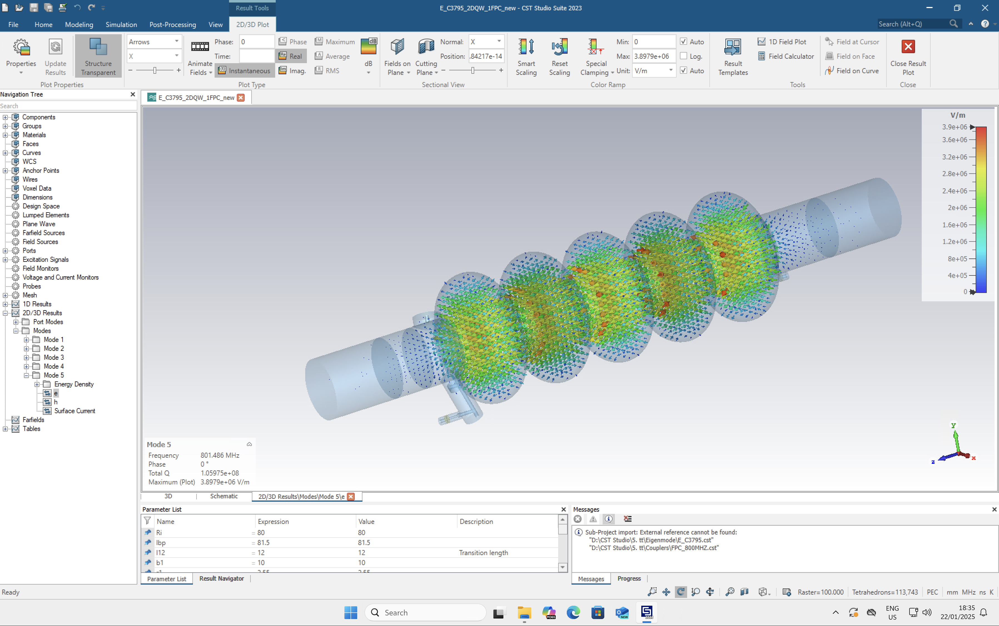 Result Tools
E_C3795_2DQW_1FPC_new - CST Studio Suite 2023
File Home Modeling Simulation Post-Processing View 2D/3D Plot
Search (Alt+Q)
Properties
Update Results
Structure Transparent
Plot Properties
Arrows
X
Animate Fields
Phase: 0
Time:
Instantaneous
Phase
Real
Imag.
Maximum
Average
RMS
dB
dB
Plot Type
Fields on Plane
Cutting Plane
Normal: X
Position: .84217e-14
Sectional View
Smart Scaling
Reset Scaling
Special Clamping
Min: 0
Max: 3.8979e+06
Unit: V/m
Auto
Log.
Auto
Color Ramp
Result Templates
1D Field Plot
Field Calculator
Field at Cursor
Field on Face
Field on Curve
Tools
Close Result Plot
Close
Navigation Tree
Search
Components
Groups
Materials
Faces
Curves
WCS
Anchor Points
Wires
Voxel Data
Dimensions
Design Space
Lumped Elements
Plane Wave
Farfield Sources
Field Sources
Ports
Excitation Signals
Field Monitors
Voltage and Current Monitors
Probes
Mesh
1D Results
2D/3D Results
Port Modes
Modes
Mode 1
Mode 2
Mode 3
Mode 4
Mode 5
Energy Density
e
h
Surface Current
Farfields
Tables
E_C3795_2DQW_1FPC_new
V/m
3.9e+06
3.6e+06
3.2e+06
2.8e+06
2.4e+06
2e+06
1.6e+06
1.2e+06
8e+05
4e+05
0
y
z
x
Mode 5
Frequency 801.486 MHz
Phase 0 °
Total Q 1.05975e+08
Maximum (Plot) 3.8979e+06 V/m
3D Schematic 2D/3D Results\Modes\Mode 5\e
Parameter List
Name Expression Value Description
Ri = 80 80
lbp = 81.5 81.5
l12 = 12 12 Transition length
b1 = 10 10
Parameter List Result Navigator
Messages
Sub-Project import: External reference cannot be found:
"D:\CST Studio\5. tt\Eigenmode\E_C3795.cst"
"D:\CST Studio\5. tt\Couplers\FPC_800MHZ.cst"
Messages Progress
Ready
Raster=100.000 Tetrahedrons=113,743 PEC mm MHz ns K
Search
M365
NEW
2023
ENG
US
18:35
22/01/2025